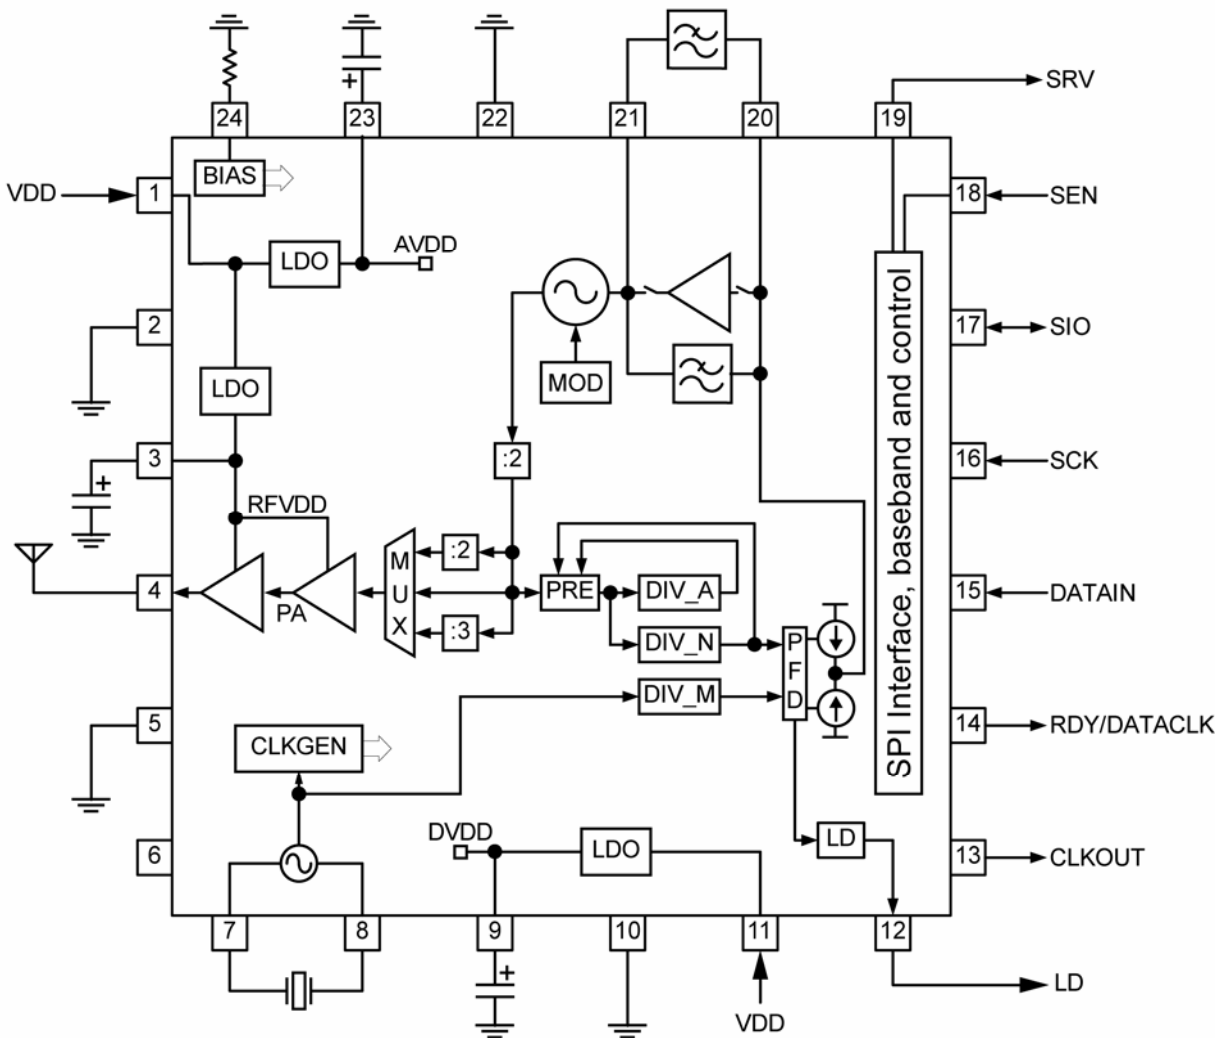 SRV
24
23
22
21
20
19
BIAS
VDD
1
18
SEN
LDO
AVDD
2
17
SIO
MOD
LDO
3
:2
16
SCK
RFVDD
SPI Interface, baseband and control
4
PA
MUX
:2
:3
PRE
DIV_A
15
DATAIN
DIV_N
PFD
DIV_M
5
14
RDY/DATACLK
CLKGEN
6
DVDD
LDO
LD
13
CLKOUT
7
8
9
10
11
12
+
+
+
LD
VDD